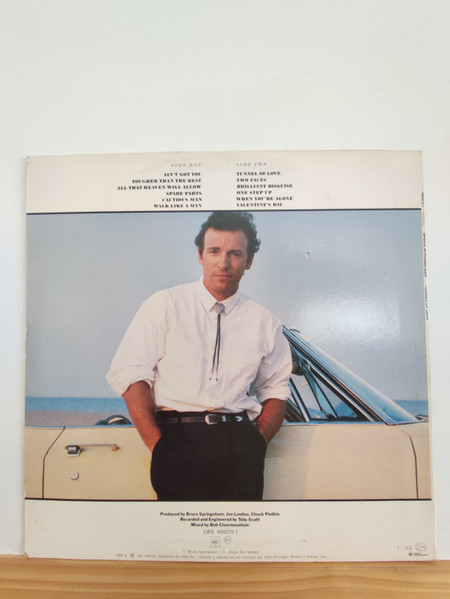 SIDE ONE
AIN'T GOT YOU
TOUGHER THAN THE REST
ALL THAT HEAVEN WILL ALLOW
SPARE PARTS
CAUTIOUS MAN
WALK LIKE A MAN
SIDE TWO
TUNNEL OF LOVE
TWO FACES
BRILLIANT DISGUISE
ONE STEP UP
WHEN YOU'RE ALONE
VALENTINE'S DAY
Produced by Bruce Springsteen, Jon Landau, Chuck Plotkin
Recorded and Engineered by Toby Scott
Mixed by Bob Clearmountain
CBS 460270 1